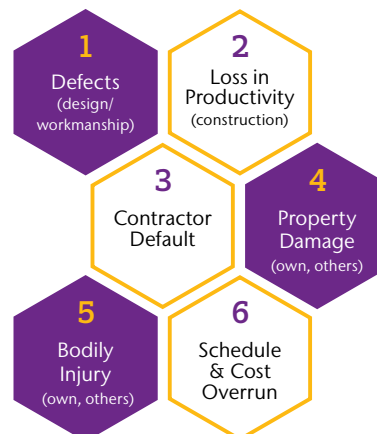 1
Defects
(design/
workmanship)
2
Loss in
Productivity
(construction)
3
Contractor
Default
4
Property
Damage
(own, others)
5
Bodily
Injury
(own, others)
6
Schedule
& Cost
Overrun